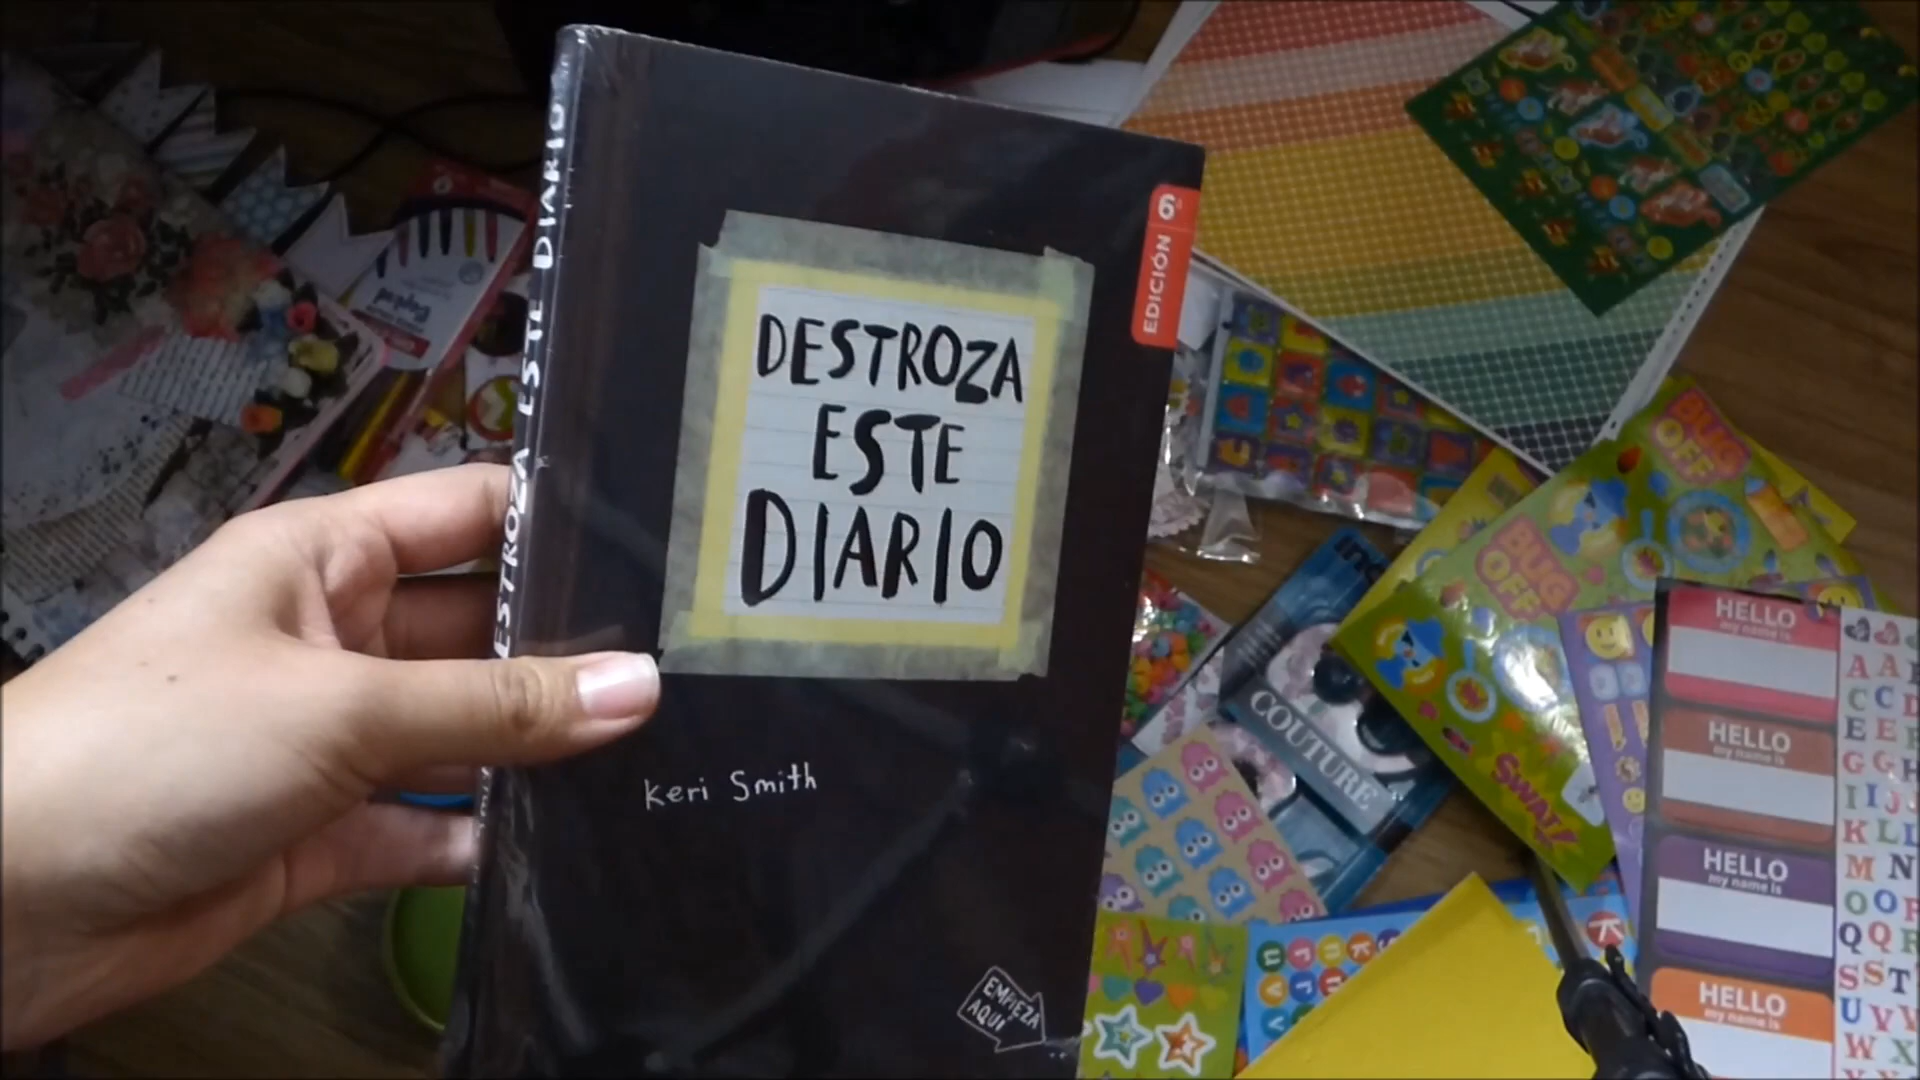 DESTROZA ESTE DIARIO
6ª
EDICIÓN
DESTROZA
ESTE
DIARIO
Keri Smith
EMPIEZA
AQUÍ
BUG
OFF
BUG
OFF
SWAT!
COUTURE
HELLO
my name is
HELLO
my name is
HELLO
my name is
HELLO
my name is
A A
C C D
E E
G G H
I I J
K L L
M N
O O P
Q Q R
S S T
U V V
W X